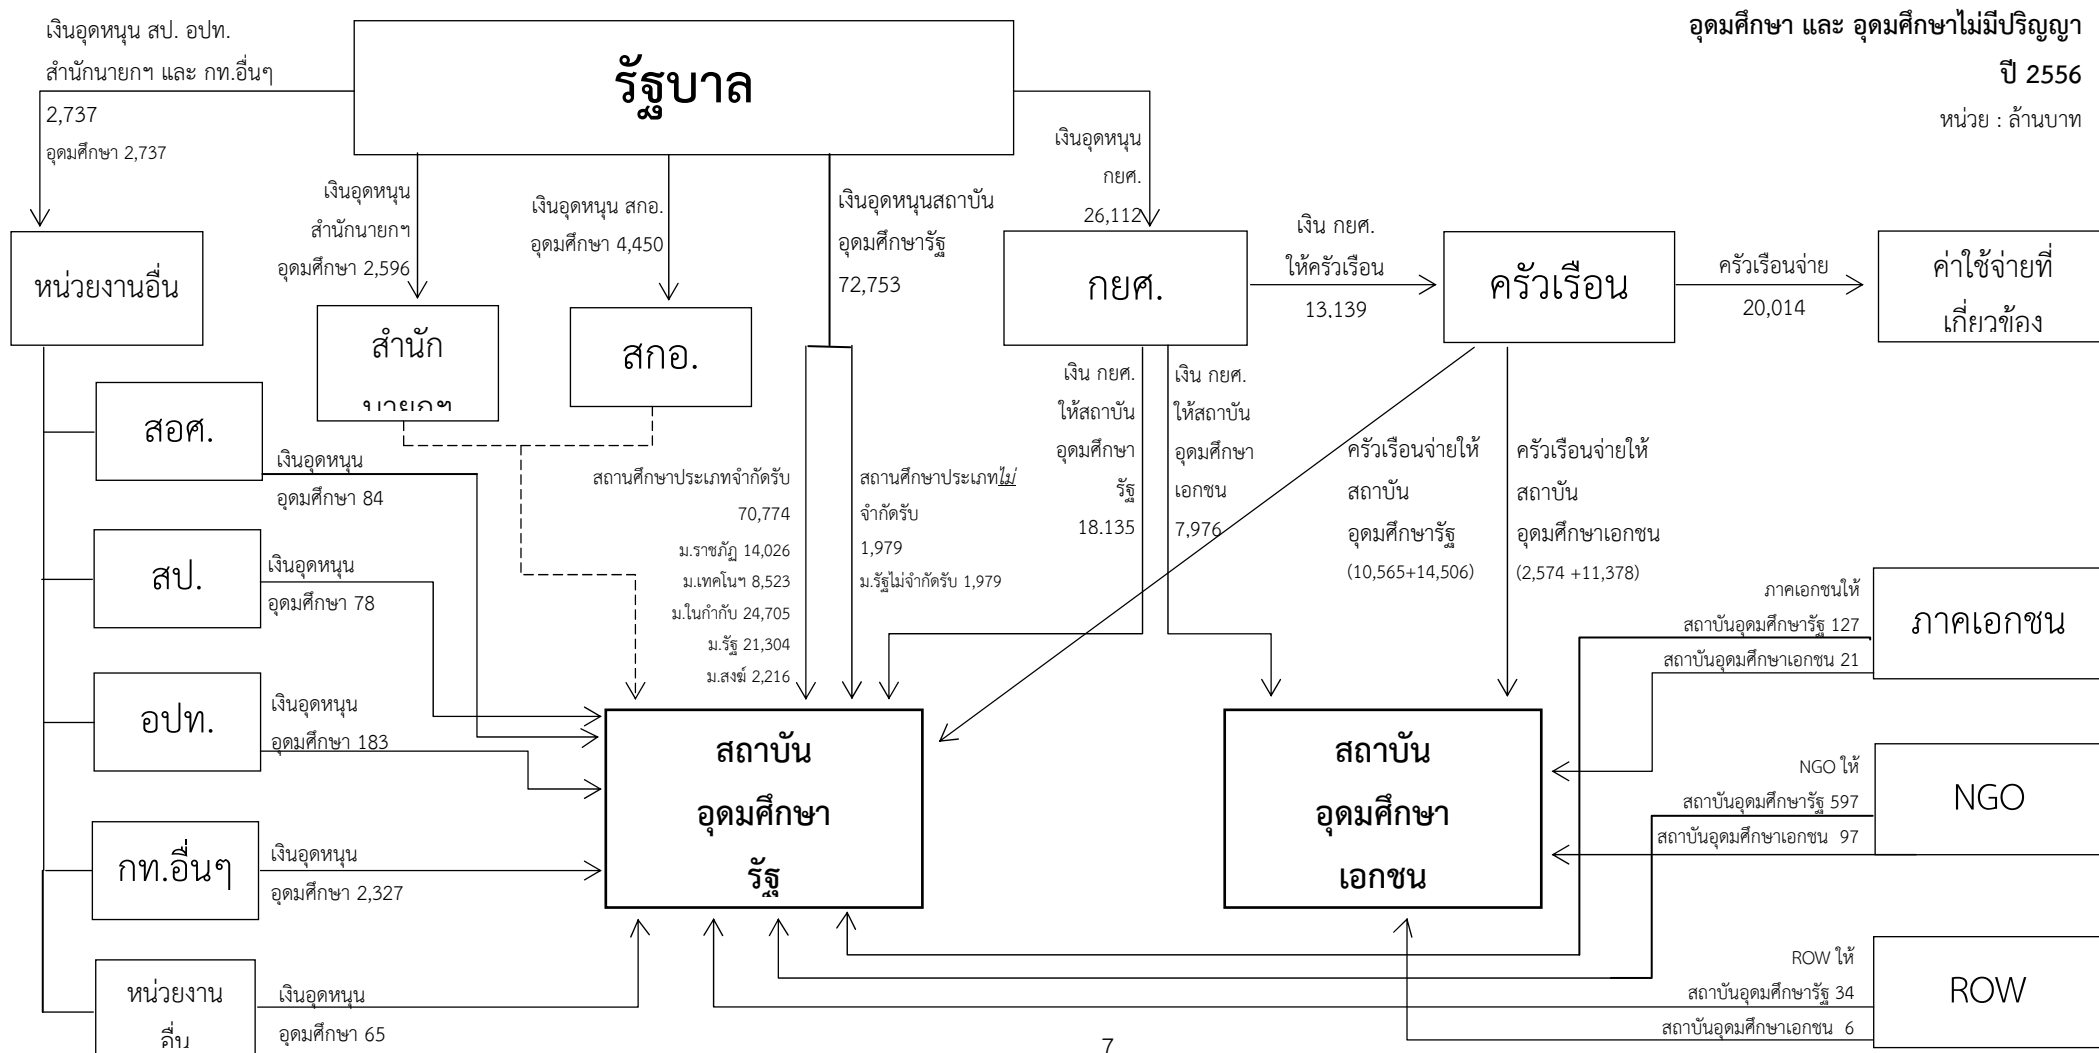 เงินอุดหนุน สป. อปท.
สำนักนายกฯ และ กท.อื่นๆ
2,737
อุดมศึกษา 2,737
รัฐบาล
อุดมศึกษา และ อุดมศึกษาไม่มีปริญญา
ปี 2556
หน่วย : ล้านบาท
เงินอุดหนุน
สำนักนายกฯ
อุดมศึกษา 2,596
เงินอุดหนุน สกอ.
อุดมศึกษา 4,450
เงินอุดหนุนสถาบัน
อุดมศึกษารัฐ
72,753
เงินอุดหนุน
กยศ.
26,112
หน่วยงานอื่น
สำนัก
นายกฯ
สกอ.
กยศ.
เงิน กยศ.
ให้ครัวเรือน
13,139
ครัวเรือน
ครัวเรือนจ่าย
20,014
ค่าใช้จ่ายที่
เกี่ยวข้อง
สอศ.
เงินอุดหนุน
อุดมศึกษา 84
สถานศึกษาประเภทจำกัดรับ
70,774
ม.ราชภัฏ 14,026
ม.เทคโนฯ 8,523
ม.ในกำกับ 24,705
ม.รัฐ 21,304
ม.สงฆ์ 2,216
สถานศึกษาประเภทไม่
จำกัดรับ
1,979
ม.รัฐไม่จำกัดรับ 1,979
เงิน กยศ.
ให้สถาบัน
อุดมศึกษา
รัฐ
18,135
เงิน กยศ.
ให้สถาบัน
อุดมศึกษา
เอกชน
7,976
ครัวเรือนจ่ายให้
สถาบัน
อุดมศึกษารัฐ
(10,565+14,506)
ครัวเรือนจ่ายให้
สถาบัน
อุดมศึกษาเอกชน
(2,574 +11,378)
สป.
เงินอุดหนุน
อุดมศึกษา 78
ภาคเอกชนให้
สถาบันอุดมศึกษารัฐ 127
สถาบันอุดมศึกษาเอกชน 21
ภาคเอกชน
อปท.
เงินอุดหนุน
อุดมศึกษา 183
สถาบัน
อุดมศึกษา
รัฐ
สถาบัน
อุดมศึกษา
เอกชน
NGO ให้
สถาบันอุดมศึกษารัฐ 597
สถาบันอุดมศึกษาเอกชน 97
NGO
กท.อื่นๆ
เงินอุดหนุน
อุดมศึกษา 2,327
หน่วยงาน
อื่น
เงินอุดหนุน
อุดมศึกษา 65
ROW ให้
สถาบันอุดมศึกษารัฐ 34
สถาบันอุดมศึกษาเอกชน 6
ROW
7